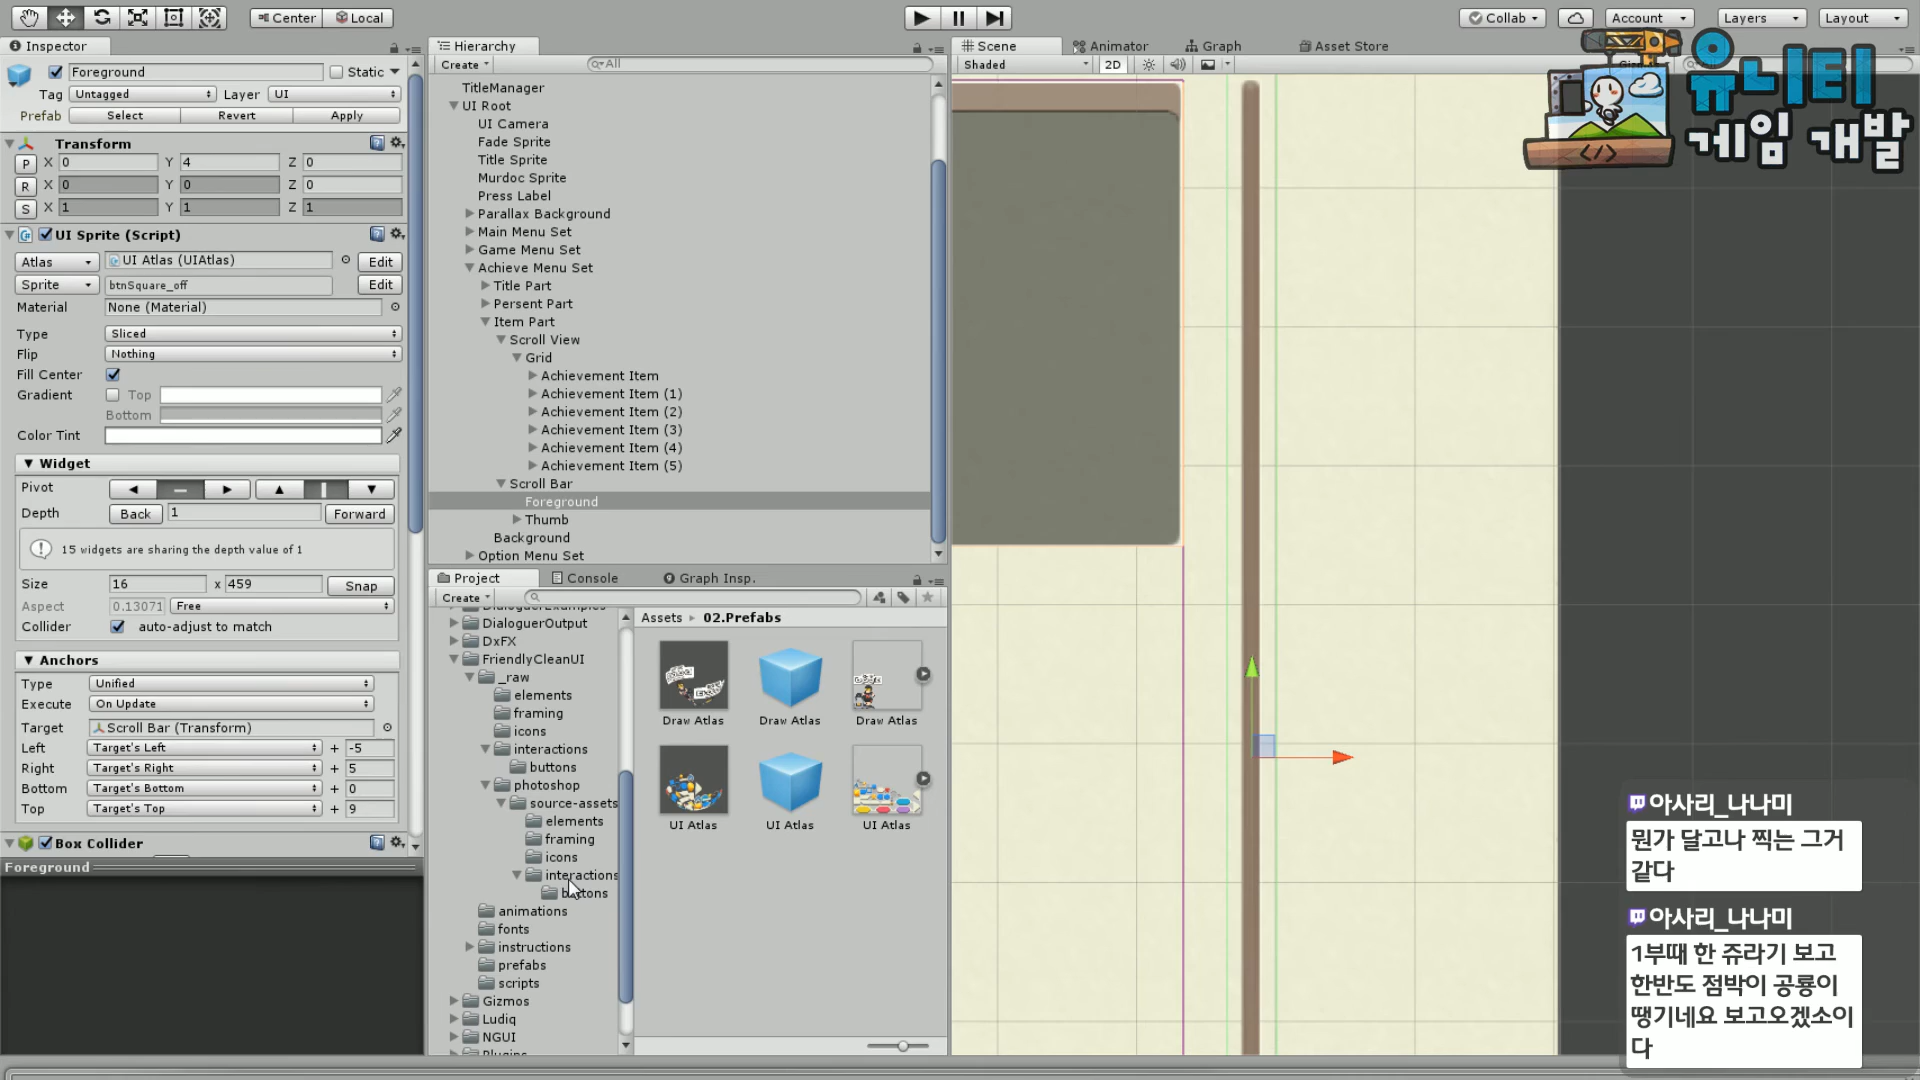 Center
Local
Collab
Account
Layers
Layout
Inspector
Foreground
Static
Tag
Untagged
Layer
UI
Prefab
Select
Revert
Apply
Transform
P X 0 Y 4 Z 0
R X 0 Y 0 Z 0
S X 1 Y 1 Z 1
UI Sprite (Script)
Atlas
UI Atlas (UIAtlas)
Edit
Sprite
btnSquare_off
Edit
Material
None (Material)
Type
Sliced
Flip
Nothing
Fill Center
Gradient
Top
Bottom
Color Tint
Widget
Pivot
Depth
Back
1
Forward
15 widgets are sharing the depth value of 1
Size
16 x 459
Snap
Aspect
0.13071
Free
Collider
auto-adjust to match
Anchors
Type
Unified
Execute
On Update
Target
Scroll Bar (Transform)
Left
Target's Left
+ -5
Right
Target's Right
+ 5
Bottom
Target's Bottom
+ 0
Top
Target's Top
+ 9
Box Collider
Foreground
Hierarchy
Create
All
TitleManager
UI Root
UI Camera
Fade Sprite
Title Sprite
Murdoc Sprite
Press Label
Parallax Background
Main Menu Set
Game Menu Set
Achieve Menu Set
Title Part
Persent Part
Item Part
Scroll View
Grid
Achievement Item
Achievement Item (1)
Achievement Item (2)
Achievement Item (3)
Achievement Item (4)
Achievement Item (5)
Scroll Bar
Foreground
Thumb
Background
Option Menu Set
Project
Console
Graph Insp.
Create
DialoguerExamples
DialoguerOutput
DxFX
FriendlyCleanUI
_raw
elements
framing
icons
interactions
buttons
photoshop
source-assets
elements
framing
icons
interactions
buttons
animations
fonts
instructions
prefabs
scripts
Gizmos
Ludiq
NGUI
Plugins
Assets
02.Prefabs
Draw Atlas
Draw Atlas
Draw Atlas
UI Atlas
UI Atlas
UI Atlas
Scene
Animator
Graph
Asset Store
Shaded
2D
유니티
게임 개발
</>
아사리_나나미
뭔가 달고나 찍는 그거
같다
아사리_나나미
1부때 한 쥬라기 보고
한반도 점박이 공룡이
땡기네요 보고오겠소이
다